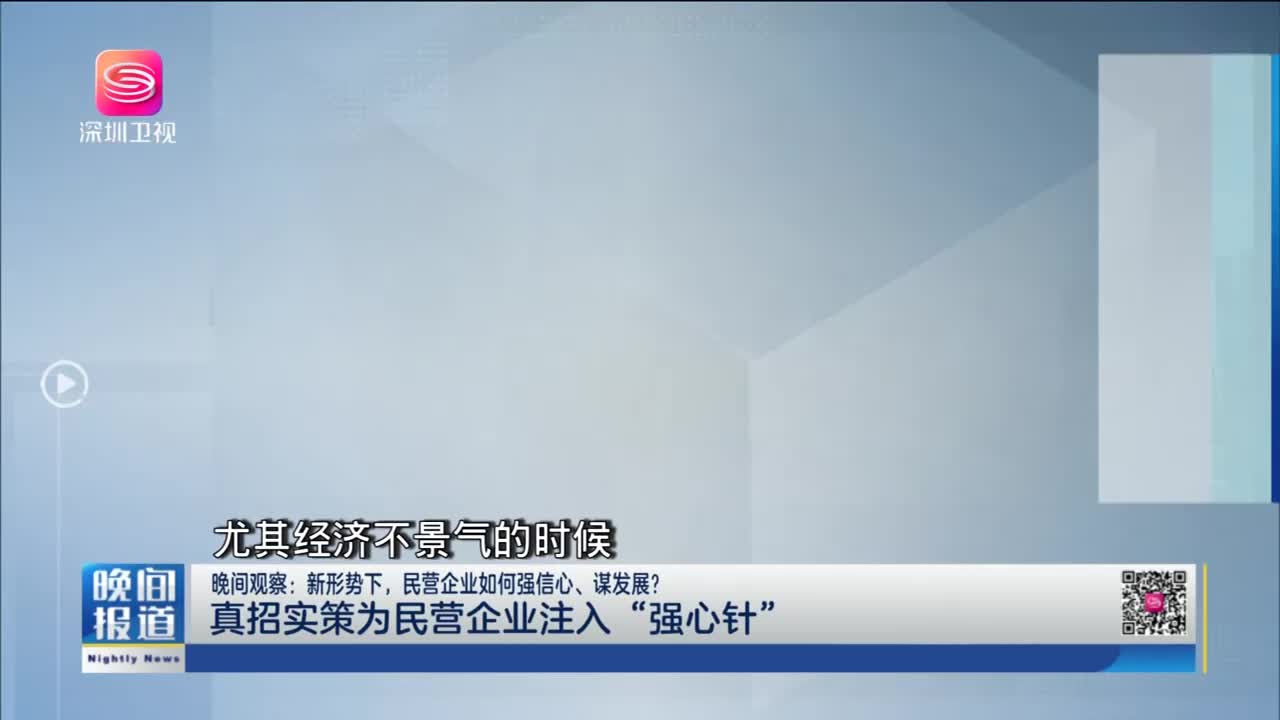 深圳卫视
尤其经济不景气的时候
晚间观察：新形势下，民营企业如何强信心、谋发展？
真招实策为民营企业注入“强心针”
晚间
报道
Nightly News